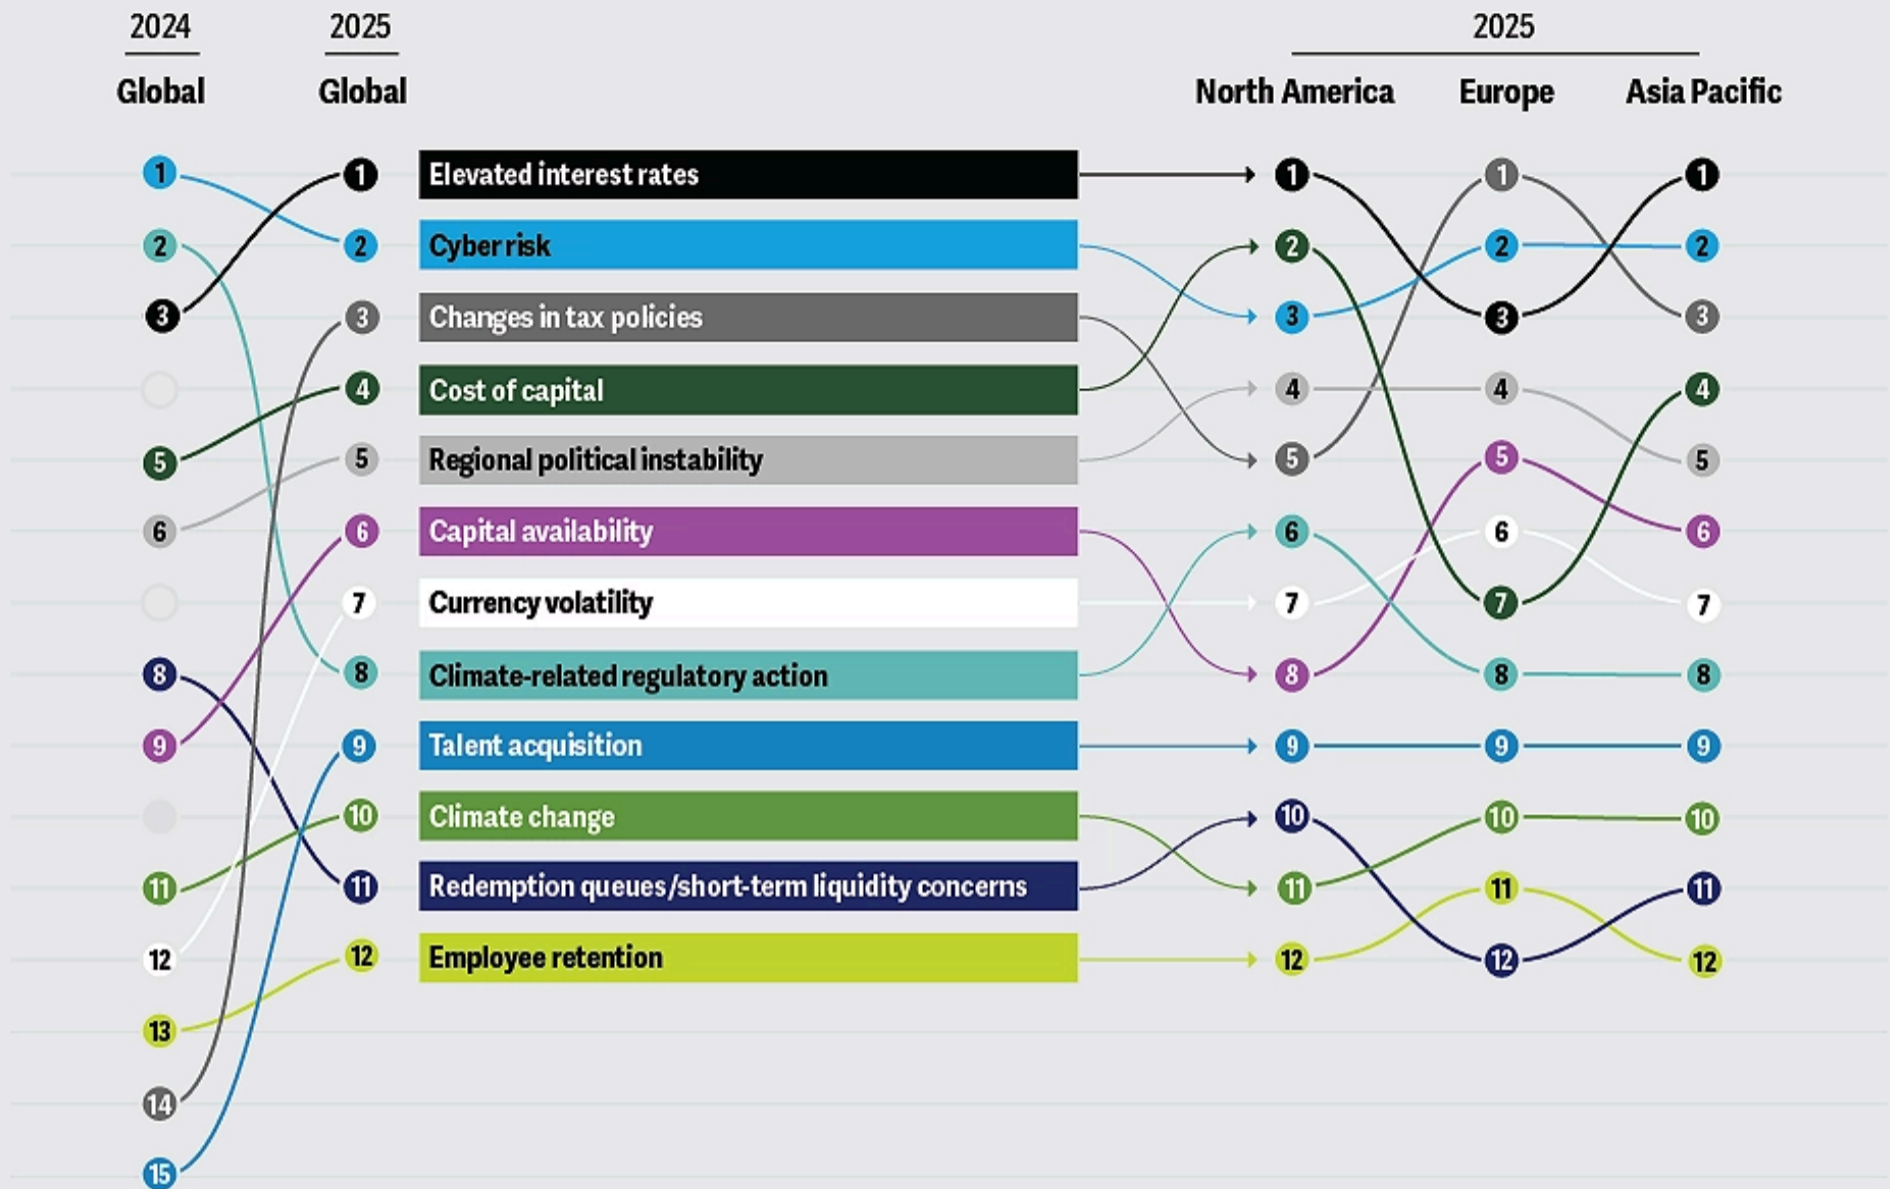 2024 2025 2025
Global Global North America Europe Asia Pacific
1 1 Elevated interest rates 1 1 1
2 2 Cyber risk 2 2 2
3 3 Changes in tax policies 3 3 3
4 Cost of capital 4 4 4
5 5 Regional political instability 5 5 5
6 6 Capital availability 6 6 6
7 Currency volatility 7 7 7
8 8 Climate-related regulatory action 8 8 8
9 9 Talent acquisition 9 9 9
10 Climate change 10 10 10
11 11 Redemption queues/short-term liquidity concerns 11 11 11
12 12 Employee retention 12 12 12
13
14
15